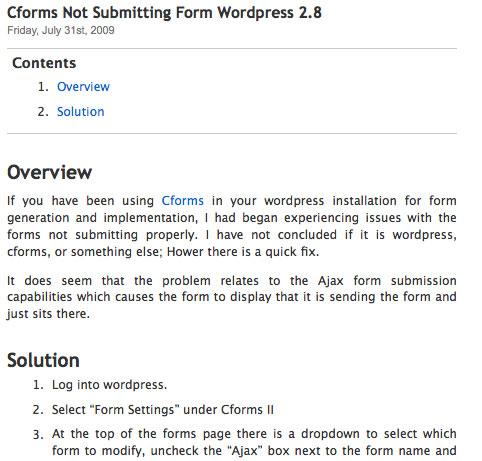 Cforms Not Submitting Form Wordpress 2.8
Friday, July 31st, 2009
Contents
1. Overview
2. Solution
Overview
If you have been using Cforms in your wordpress installation for form
generation and implementation, I had began experiencing issues with the
forms not submitting properly. I have not concluded if it is wordpress,
cforms, or something else; Hower there is a quick fix.
It does seem that the problem relates to the Ajax form submission
capabilities which causes the form to display that it is sending the form and
just sits there.
Solution
1. Log into wordpress.
2. Select “Form Settings” under Cforms II
3. At the top of the forms page there is a dropdown to select which
form to modify, uncheck the “Ajax” box next to the form name and